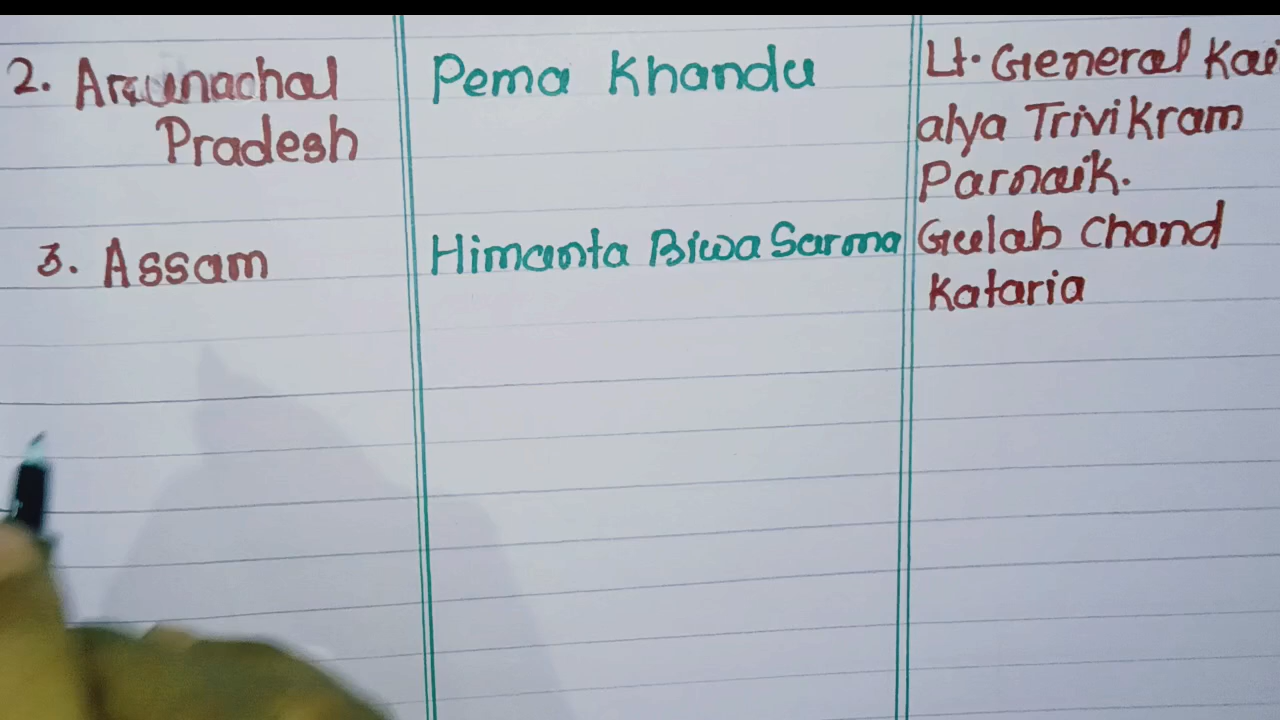 2. Arunachal Pema Khandu Lt. General Kai
Pradesh alya Trivikram
Parnaik.
3. Assam Himanta Biwa Sarma Gulab Chand
Kataria